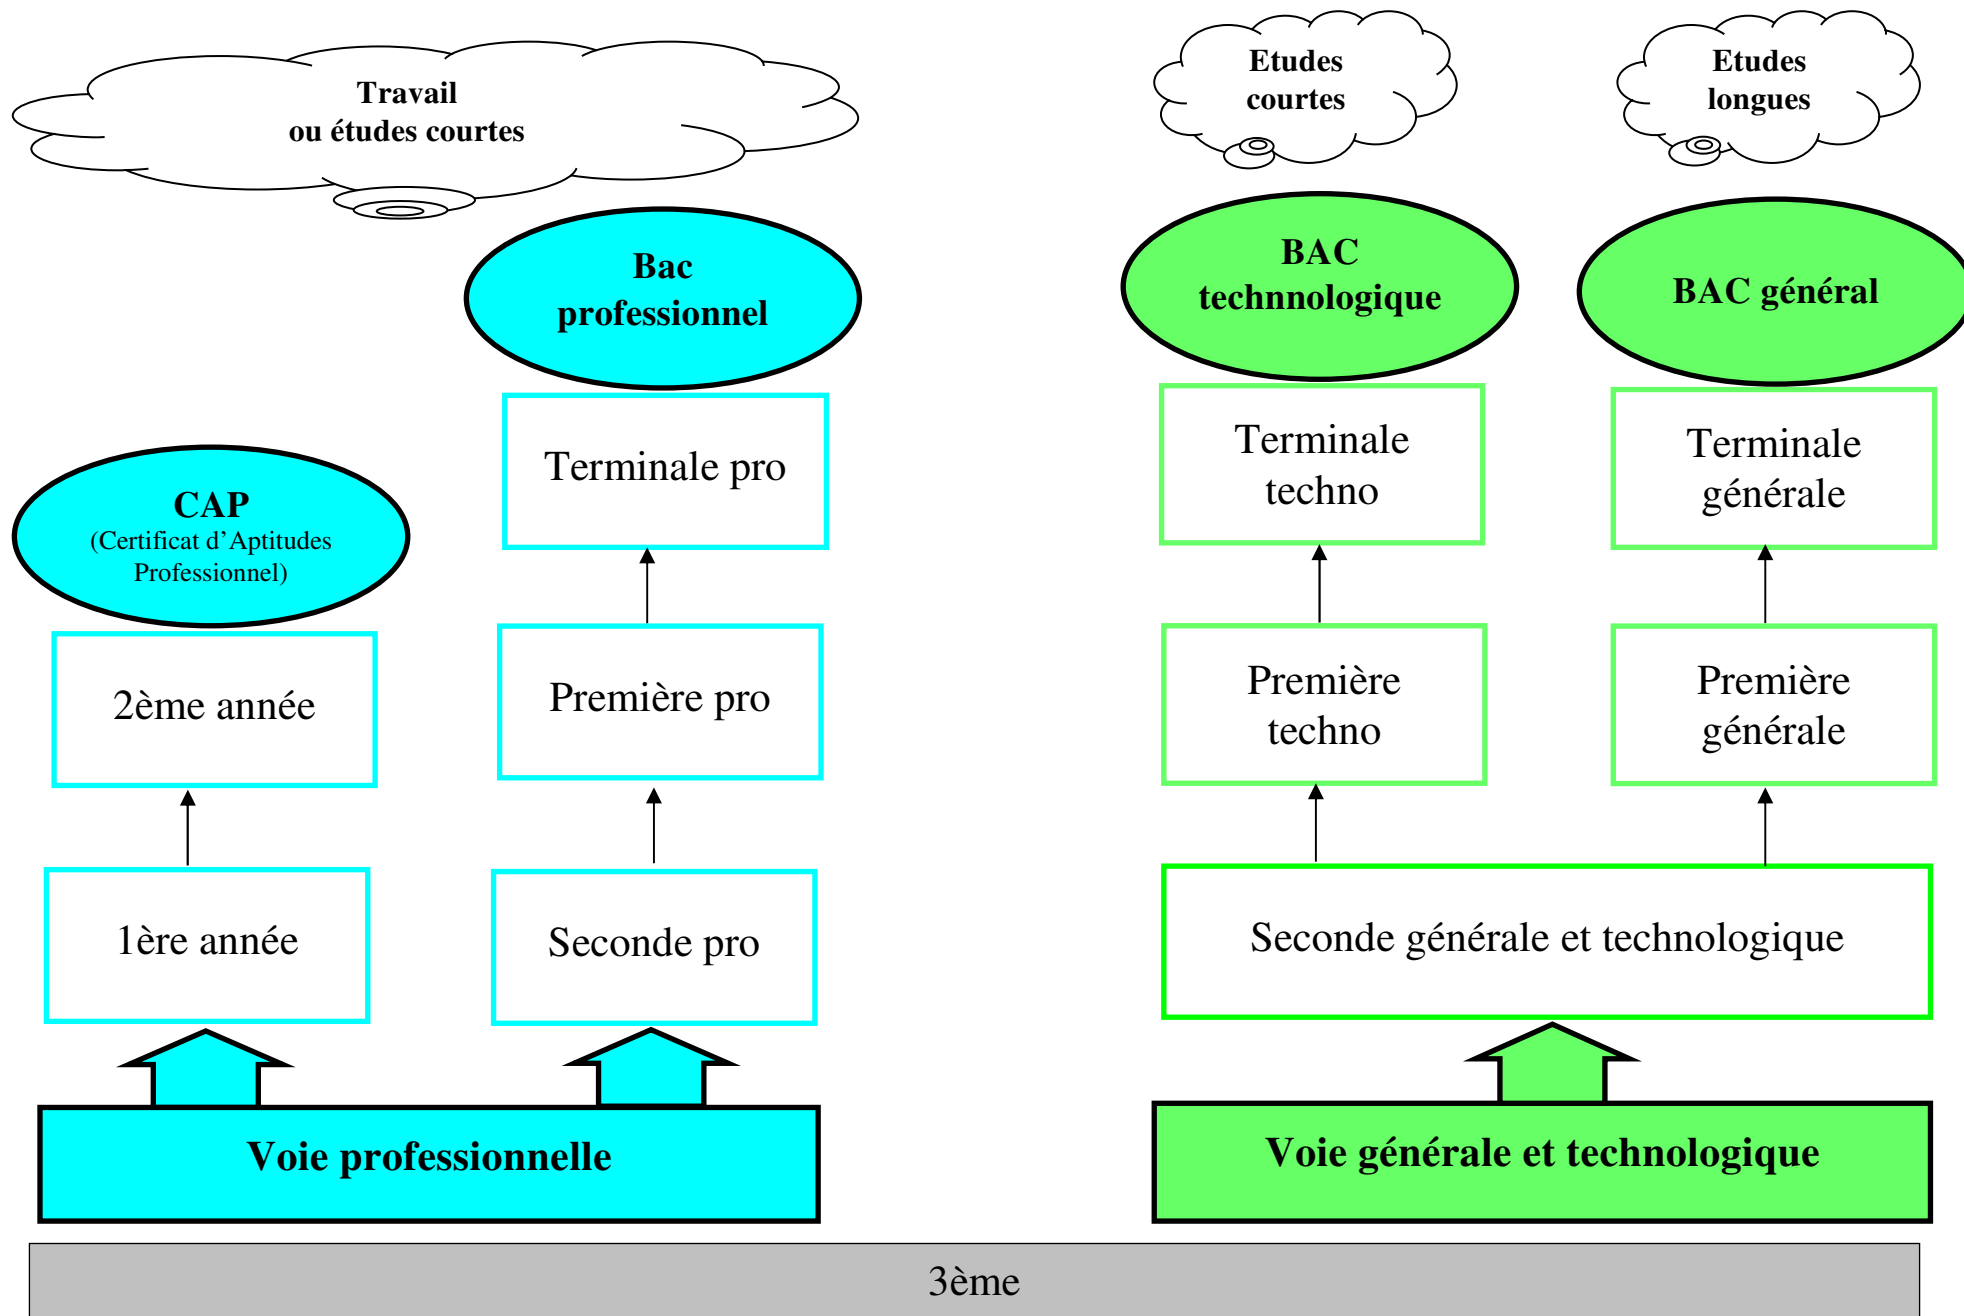 Travail
ou études courtes
Etudes
courtes
Etudes
longues
Bac
professionnel
BAC
technnnologique
BAC général
Terminale pro
Terminale
techno
Terminale
générale
CAP
(Certificat d’Aptitudes
Professionnel)
2ème année
Première pro
Première
techno
Première
générale
1ère année
Seconde pro
Seconde générale et technologique
Voie professionnelle
Voie générale et technologique
3ème